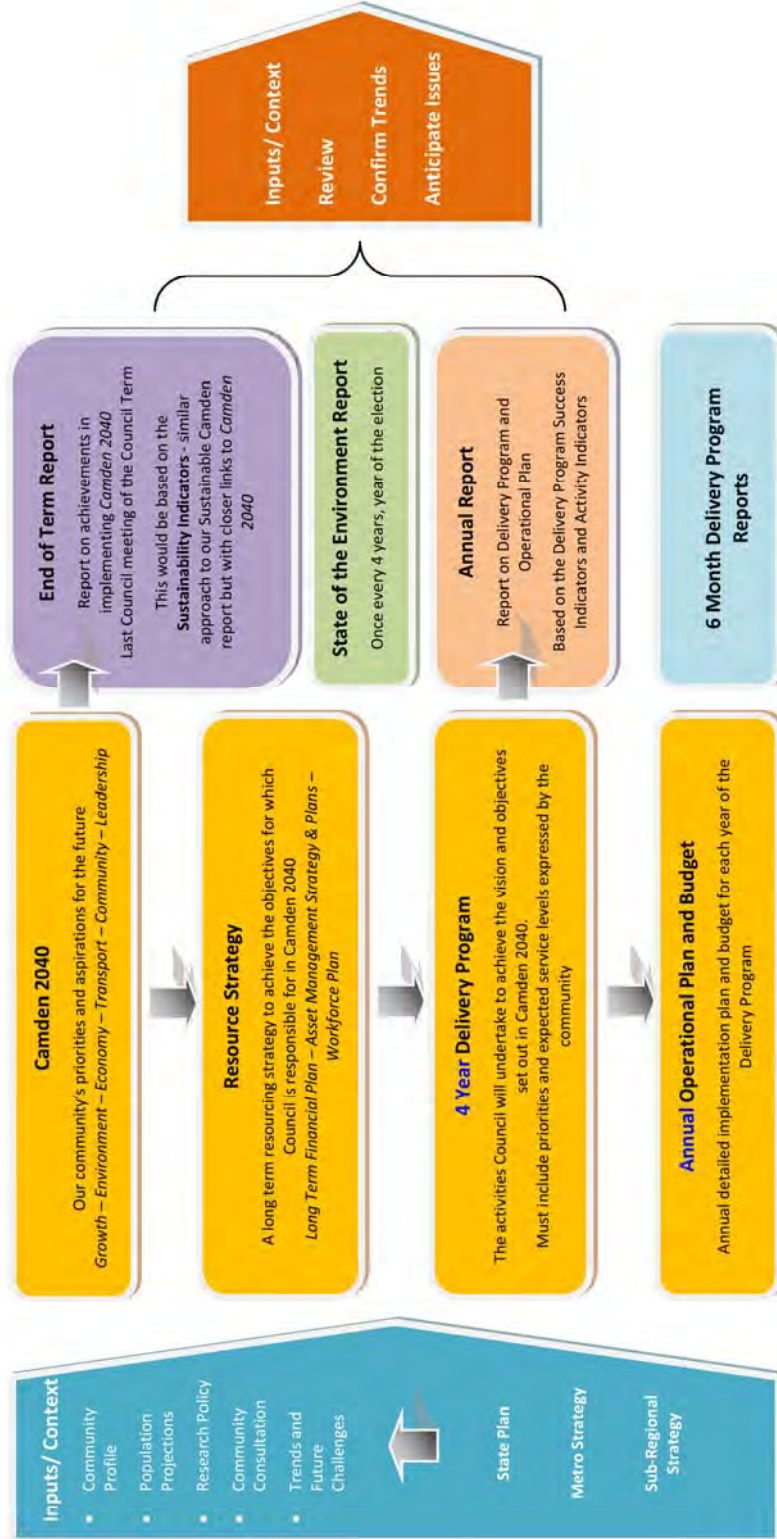 Inputs/ Context
• Community
Profile
• Population
Projections
• Research Policy
• Community
Consultation
• Trends and
Future
Challenges
State Plan
Metro Strategy
Sub-Regional
Strategy
Camden 2040
Our community's priorities and aspirations for the future
Growth – Environment – Economy – Transport – Community – Leadership
Resource Strategy
A long term resourcing strategy to achieve the objectives for which
Council is responsible for in Camden 2040
Long Term Financial Plan – Asset Management Strategy & Plans –
Workforce Plan
4 Year Delivery Program
The activities Council will undertake to achieve the vision and objectives
set out in Camden 2040.
Must include priorities and expected service levels expressed by the
community
Annual Operational Plan and Budget
Annual detailed implementation plan and budget for each year of the
Delivery Program
End of Term Report
Report on achievements in
implementing Camden 2040
Last Council meeting of the Council Term
This would be based on the
Sustainability Indicators - similar
approach to our Sustainable Camden
report but with closer links to Camden
2040
State of the Environment Report
Once every 4 years, year of the election
Annual Report
Report on Delivery Program and
Operational Plan
Based on the Delivery Program Success
Indicators and Activity Indicators
6 Month Delivery Program
Reports
Inputs/ Context
Review
Confirm Trends
Anticipate Issues